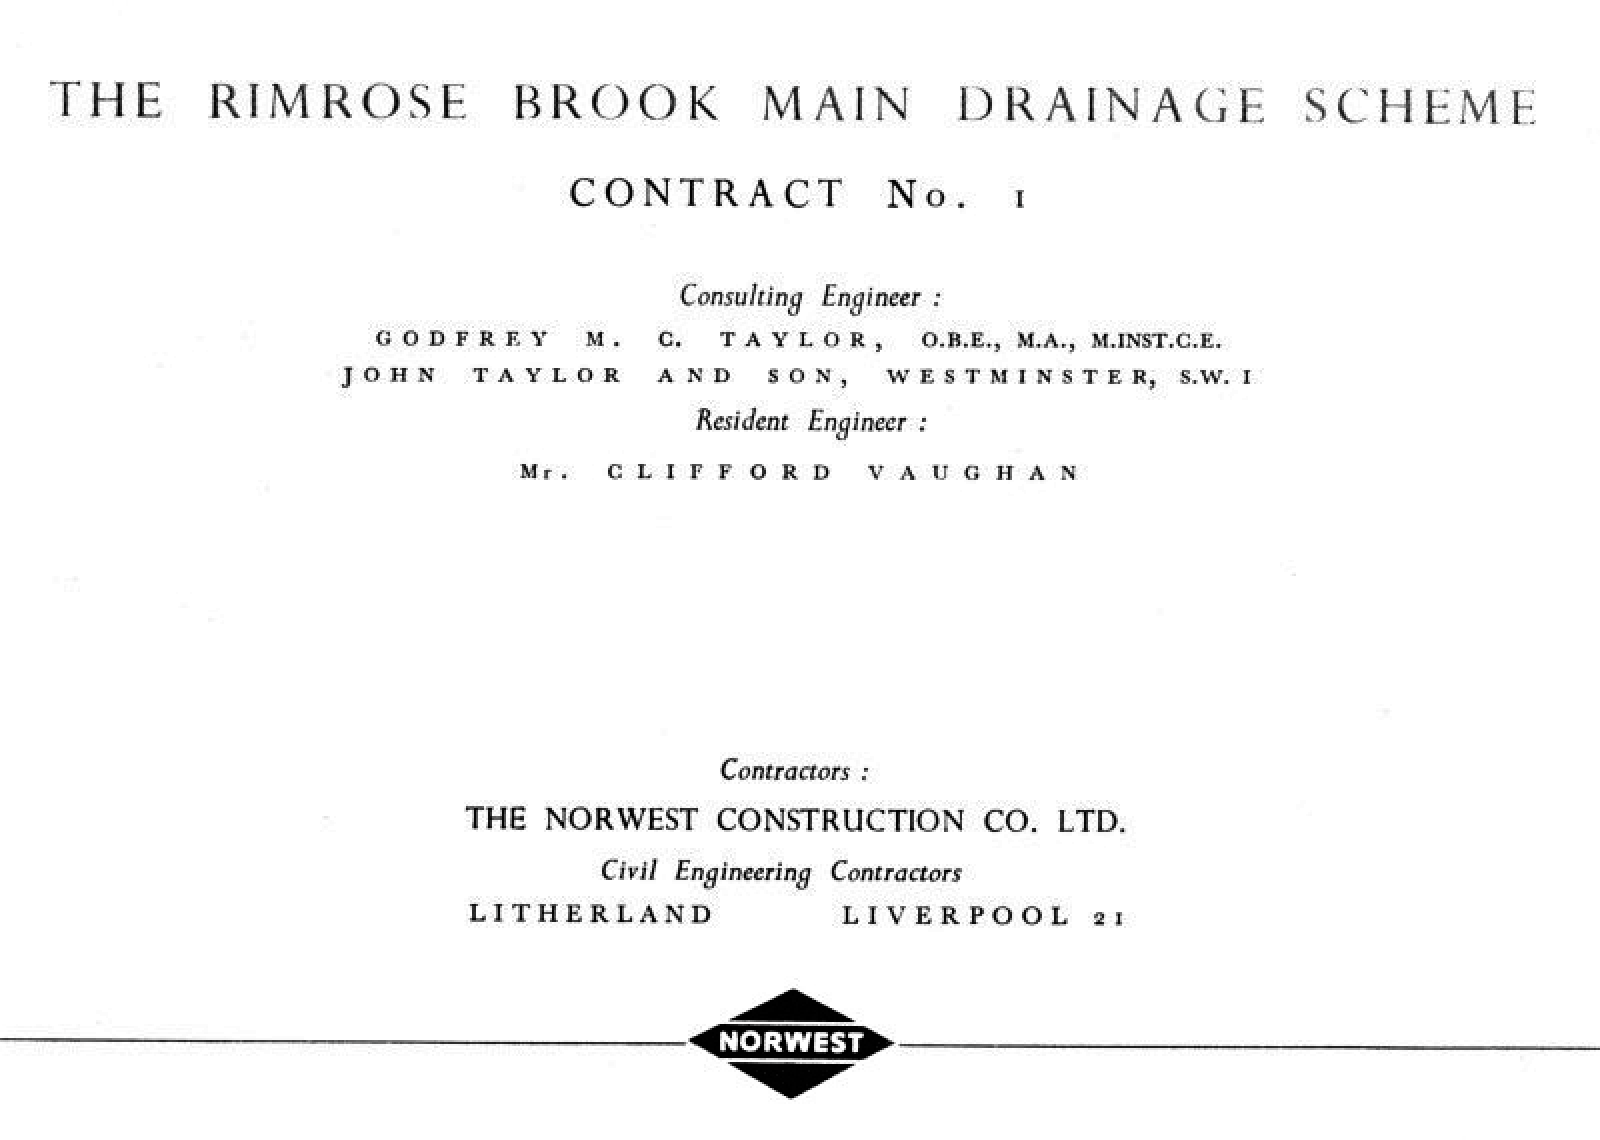 THE RIMROSE BROOK MAIN DRAINAGE SCHEME
CONTRACT No. 1
Consulting Engineer :
GODFREY M. C. TAYLOR, O.B.E., M.A., M.INST.C.E.
JOHN TAYLOR AND SON, WESTMINSTER, S.W. 1
Resident Engineer :
Mr. CLIFFORD VAUGHAN
Contractors :
THE NORWEST CONSTRUCTION CO. LTD.
Civil Engineering Contractors
LITHERLAND LIVERPOOL 21
NORWEST